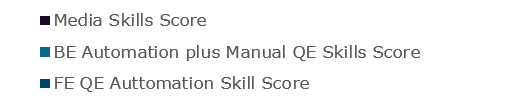 Media Skills Score
BE Automation plus Manual QE Skills Score
FE QE Auttomation Skill Score